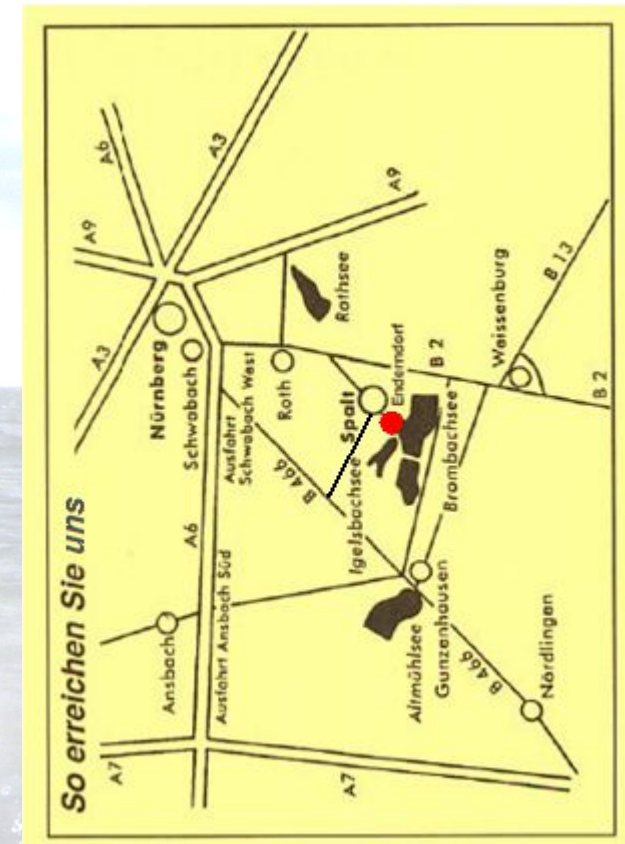 So erreichen Sie uns
A7
A7
Ansbach
Ausfahrt Ansbach Süd
A6
A3
A9
A6
A3
A9
Nürnberg
Schwabach
Ausfahrt
Schwabach West
B 466
Roth
Rothsee
Spalt
Enderndorf
Igelsbachsee
Brombachsee
B 2
Weissenburg
B 13
B 2
Altmühlsee
Gunzenhausen
B 466
Nördlingen